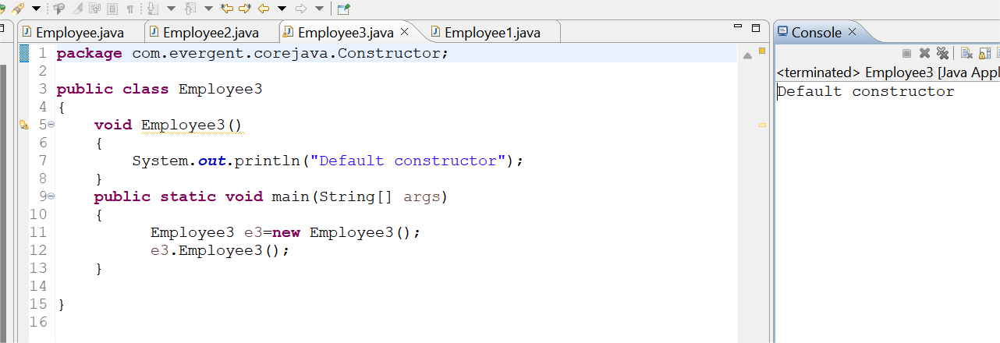 Employee.java Employee2.java Employee3.java Employee1.java
1 package com.evergent.corejava.Constructor;
2
3 public class Employee3
4 {
5 void Employee3()
6 {
7 System.out.println("Default constructor");
8 }
9 public static void main(String[] args)
10 {
11 Employee3 e3=new Employee3();
12 e3.Employee3();
13 }
14
15 }
16
Console
<terminated> Employee3 [Java Appl
Default constructor